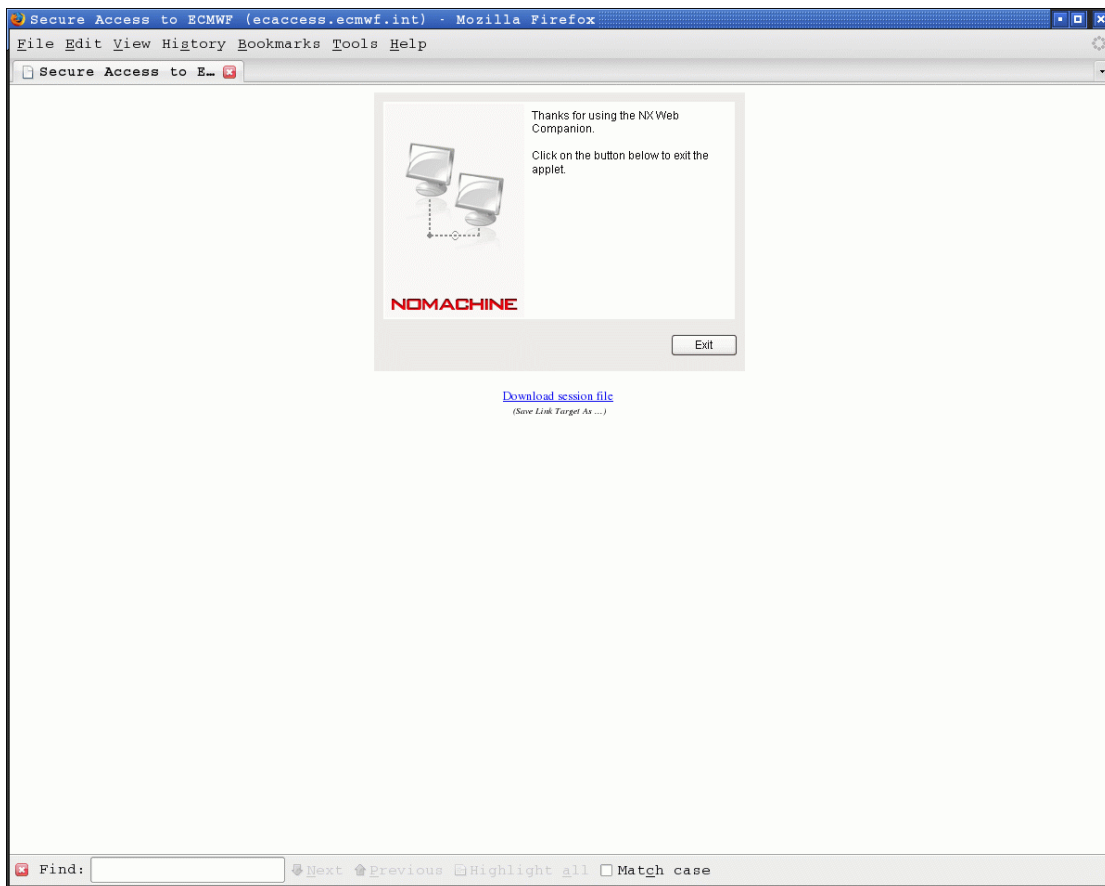 Secure Access to ECMWF (ecaccess.ecmwf.int) - Mozilla Firefox
File Edit View History Bookmarks Tools Help
Secure Access to E…
Thanks for using the NX Web
Companion.
Click on the button below to exit the
applet.
NOMACHINE
Exit
Download session file
(Save Link Target As ...)
Find: Next Previous Highlight all Match case